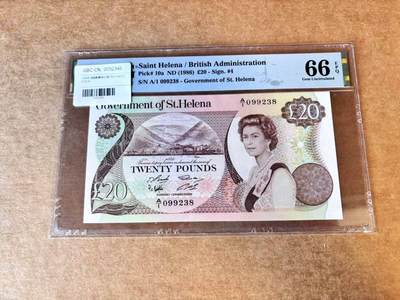 -Saint Helena / British Administration
Pick# 10a ND (1986) £20 - Sign. #4
S/N A/1 099238 - Government of St. Helena
66 EPQ
Gem Uncirculated
Government of St. Helena
A/1 099238
£20
TWENTY POUNDS
£20
A/1 099238